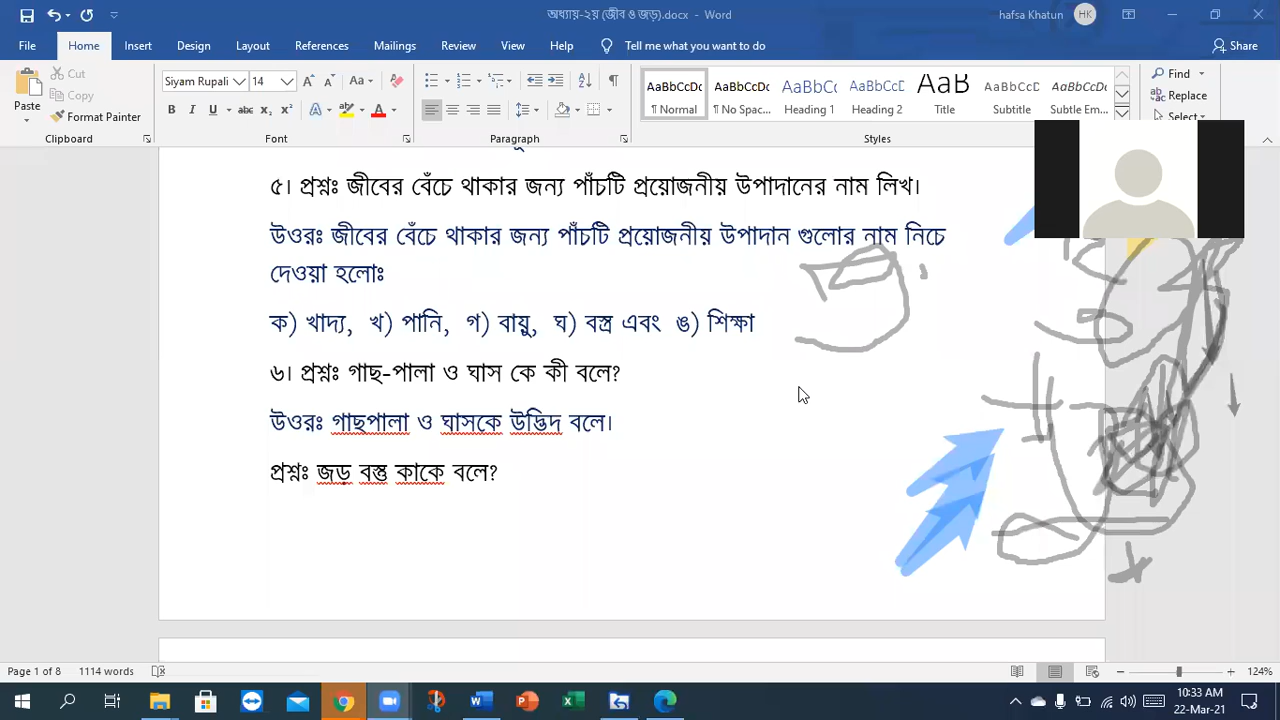 অধ্যায়-২য় (জীব ও জড়).docx - Word
hafsa Khatun
HK
File Home Insert Design Layout References Mailings Review View Help Tell me what you want to do Share
Paste
Cut
Copy
Format Painter
Clipboard
Siyam Rupali 14
Font
Paragraph
AaBbCcDc ¶ Normal
AaBbCcDc ¶ No Spac...
AaBbCc Heading 1
AaBbCcD Heading 2
AaB Title
AaBbCcD Subtitle
AaBbCcDc Subtle Em...
Styles
Find
Replace
Select
৫। প্রশ্নঃ জীবের বেঁচে থাকার জন্য পাঁচটি প্রয়োজনীয় উপাদানের নাম লিখ।
উওরঃ জীবের বেঁচে থাকার জন্য পাঁচটি প্রয়োজনীয় উপাদান গুলোর নাম নিচে
দেওয়া হলোঃ
ক) খাদ্য, খ) পানি, গ) বায়ু, ঘ) বস্ত্র এবং ঙ) শিক্ষা
৬। প্রশ্নঃ গাছ-পালা ও ঘাস কে কী বলে?
উওরঃ গাছপালা ও ঘাসকে উদ্ভিদ বলে।
প্রশ্নঃ জড় বস্তু কাকে বলে?
Page 1 of 8 1114 words
124%
10:33 AM
22-Mar-21